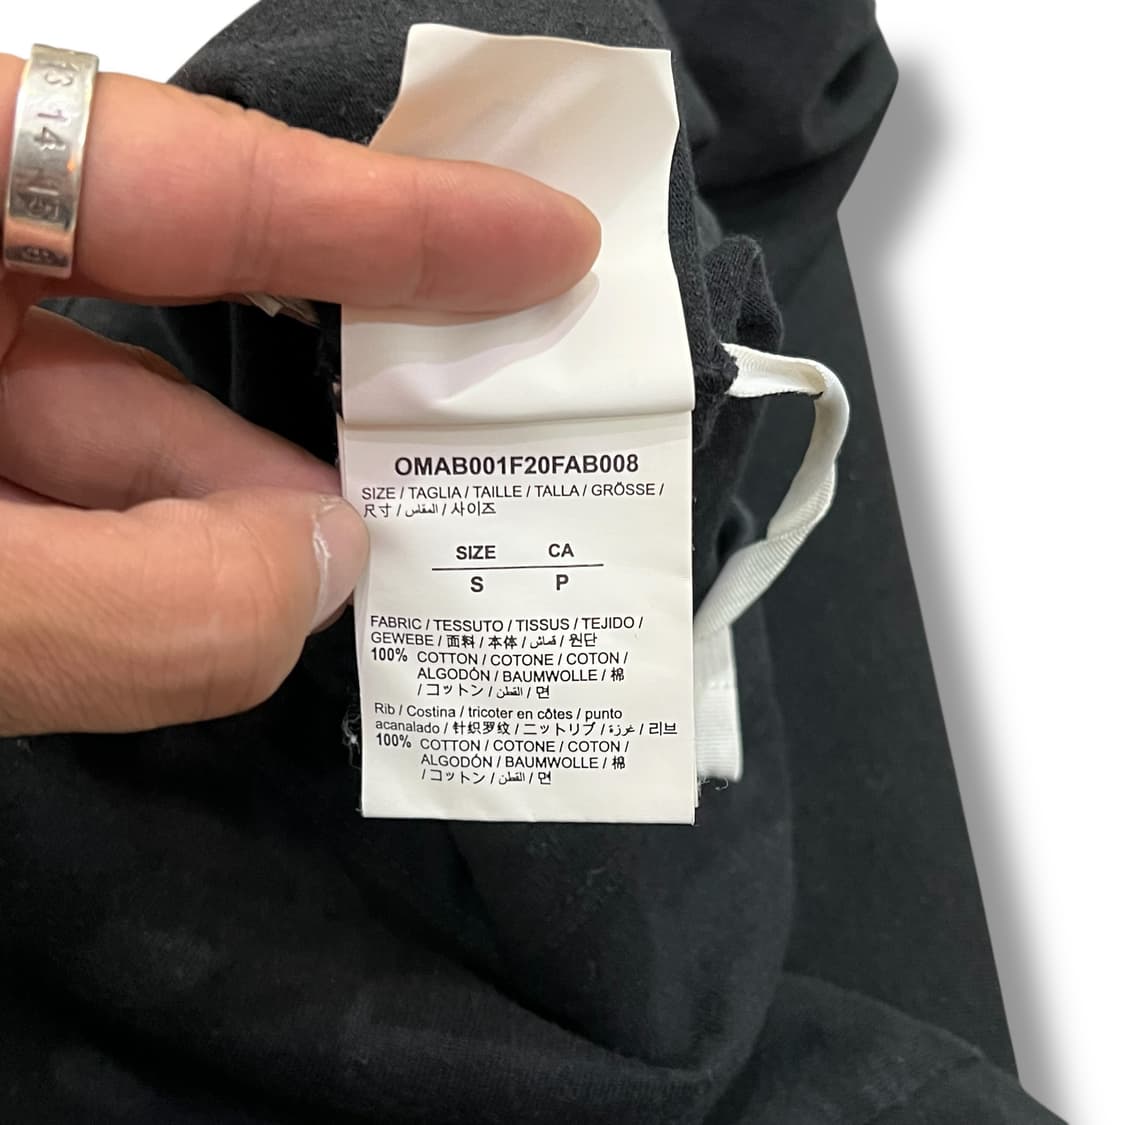 13 14 15
OMAB001F20FAB008
SIZE / TAGLIA / TAILLE / TALLA / GRÖSSE /
尺寸 / المقاس / 사이즈
SIZE CA
S P
FABRIC / TESSUTO / TISSUS / TEJIDO /
GEWEBE / 面料 / 本体 / قماش / 원단
100% COTTON / COTONE / COTON /
ALGODÓN / BAUMWOLLE / 棉
/ コットン / القطن / 면
Rib / Costina / tricoter en côtes / punto
acanalado / 针织罗纹 / ニットリブ / غرزة / 리브
100% COTTON / COTONE / COTON /
ALGODÓN / BAUMWOLLE / 棉
/ コットン / القطن / 면